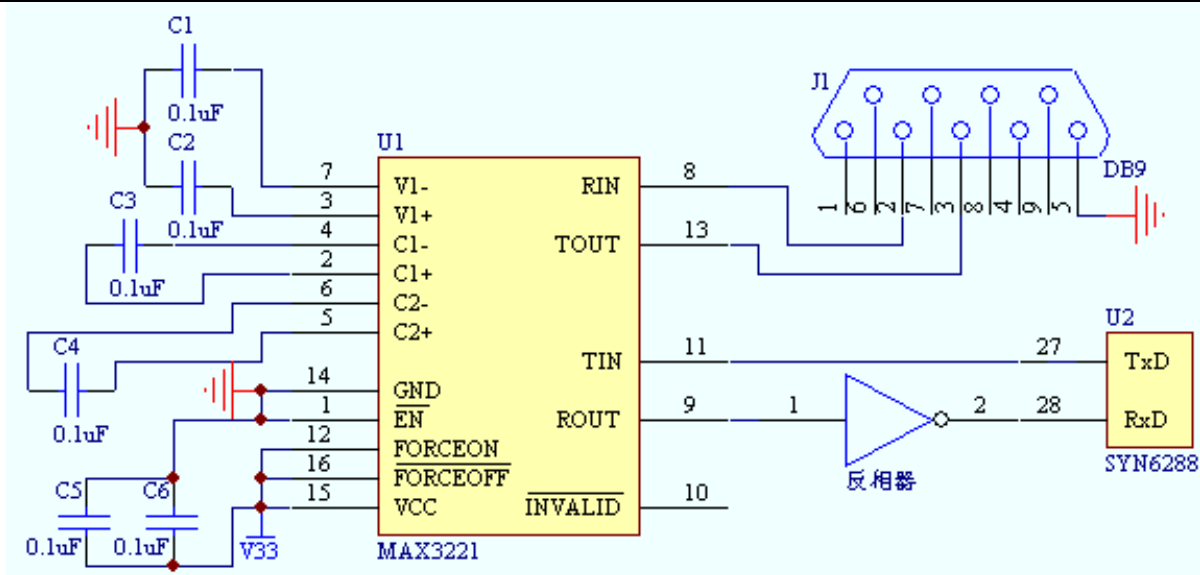 C1
0.1uF
C2
0.1uF
C3
0.1uF
C4
0.1uF
C5
0.1uF
C6
0.1uF
V33
U1
7 V1-
3 V1+
4 C1-
2 C1+
6 C2-
5 C2+
14 GND
1 EN
12 FORCEON
16 FORCEOFF
15 VCC
RIN 8
TOUT 13
TIN 11
ROUT 9
INVALID 10
MAX3221
J1
DB9
1 6 2 7 3 8 4 9 5
1
2
反相器
U2
27 TxD
28 RxD
SYN6288